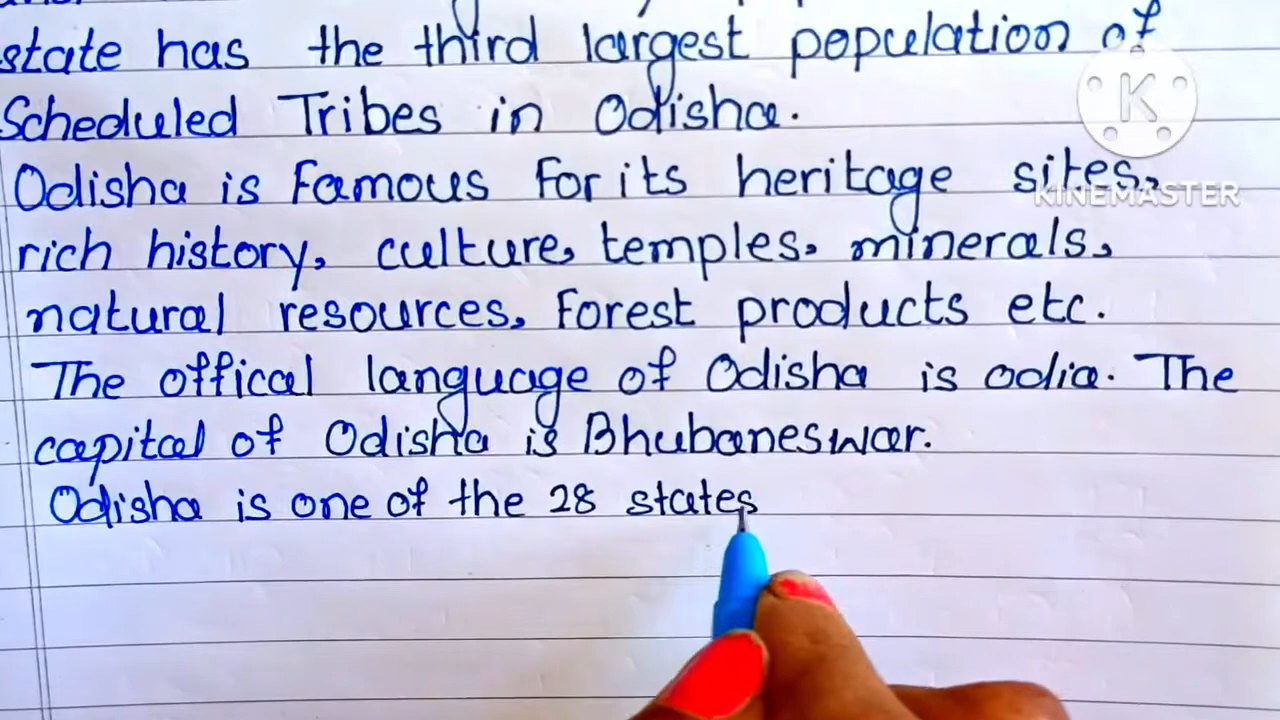 state has the third largest population of
Scheduled Tribes in Odisha.
Odisha is Famous For its heritage sites,
rich history, culture, temples, minerals,
natural resources, Forest products etc.
The offical language of Odisha is odia. The
capital of Odisha is Bhubaneswar.
Odisha is one of the 28 states
K
KINEMASTER